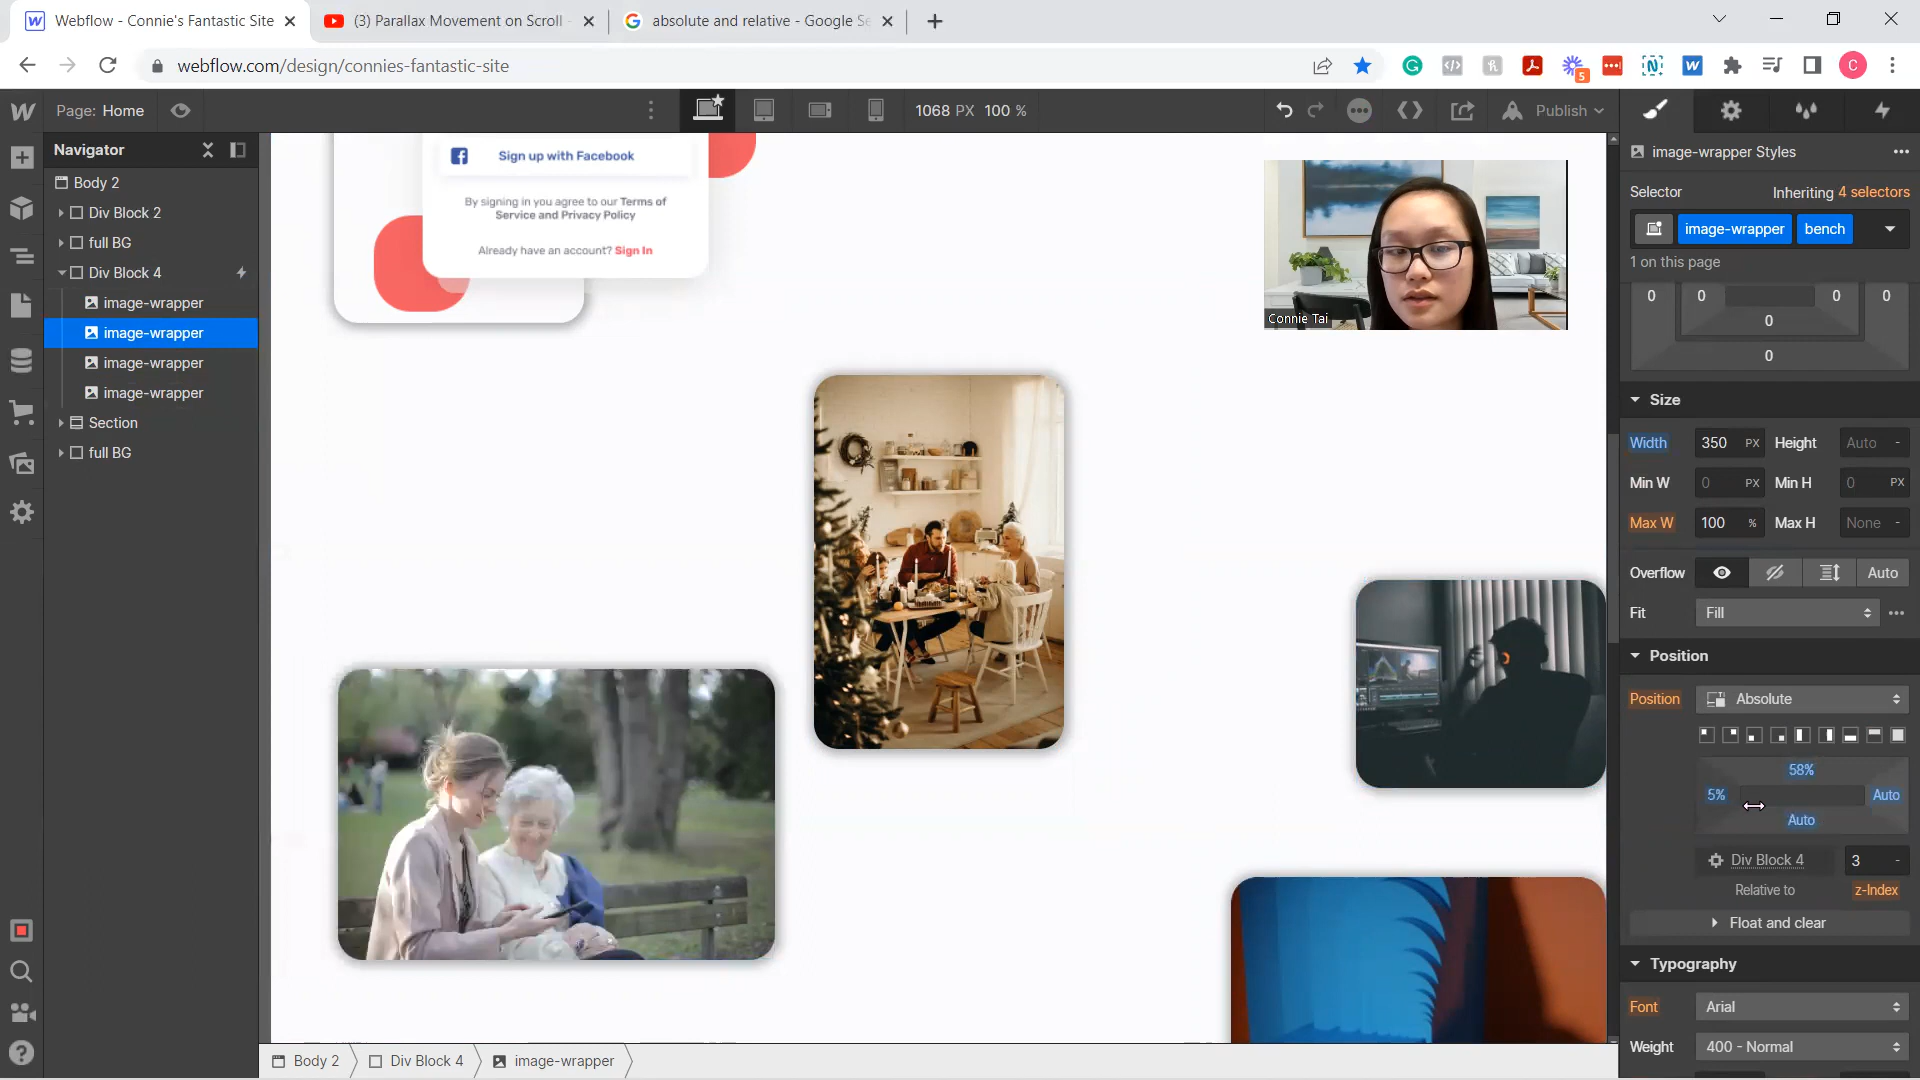 Webflow - Connie's Fantastic Site
(3) Parallax Movement on Scroll -
absolute and relative - Google Se
webflow.com/design/connies-fantastic-site
5
C
Page: Home
1068 PX 100 %
Publish
Navigator
Body 2
Div Block 2
full BG
Div Block 4
image-wrapper
image-wrapper
image-wrapper
image-wrapper
Section
full BG
Sign up with Facebook
By signing in you agree to our Terms of
Service and Privacy Policy
Already have an account? Sign In
Connie Tai
image-wrapper Styles
Selector
Inheriting 4 selectors
image-wrapper
bench
1 on this page
0
0
0
0
0
0
Size
Width
350 PX
Height
Auto -
Min W
0 PX
Min H
0 PX
Max W
100 %
Max H
None -
Overflow
Auto
Fit
Fill
Position
Position
Absolute
58%
5%
Auto
Auto
Div Block 4
3 -
Relative to
z-Index
Float and clear
Typography
Font
Arial
Weight
400 - Normal
Body 2
Div Block 4
image-wrapper